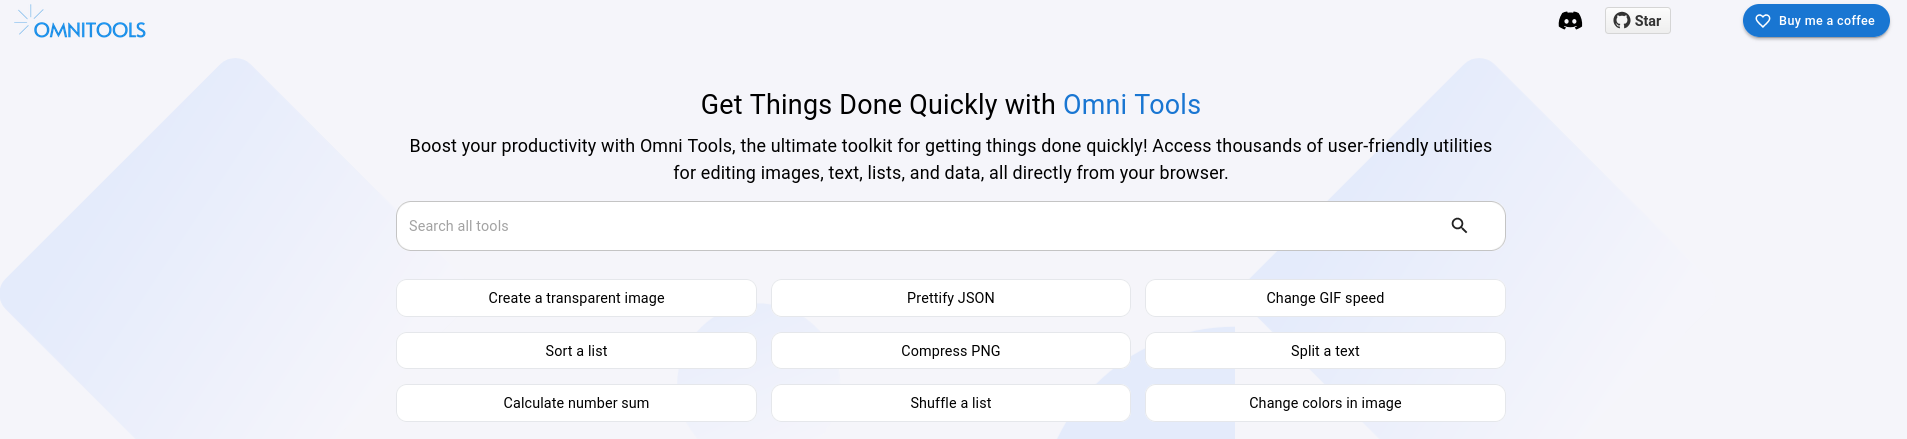 OMNITOOLS
Star
Buy me a coffee
Get Things Done Quickly with Omni Tools
Boost your productivity with Omni Tools, the ultimate toolkit for getting things done quickly! Access thousands of user-friendly utilities
for editing images, text, lists, and data, all directly from your browser.
Search all tools
Create a transparent image
Prettify JSON
Change GIF speed
Sort a list
Compress PNG
Split a text
Calculate number sum
Shuffle a list
Change colors in image